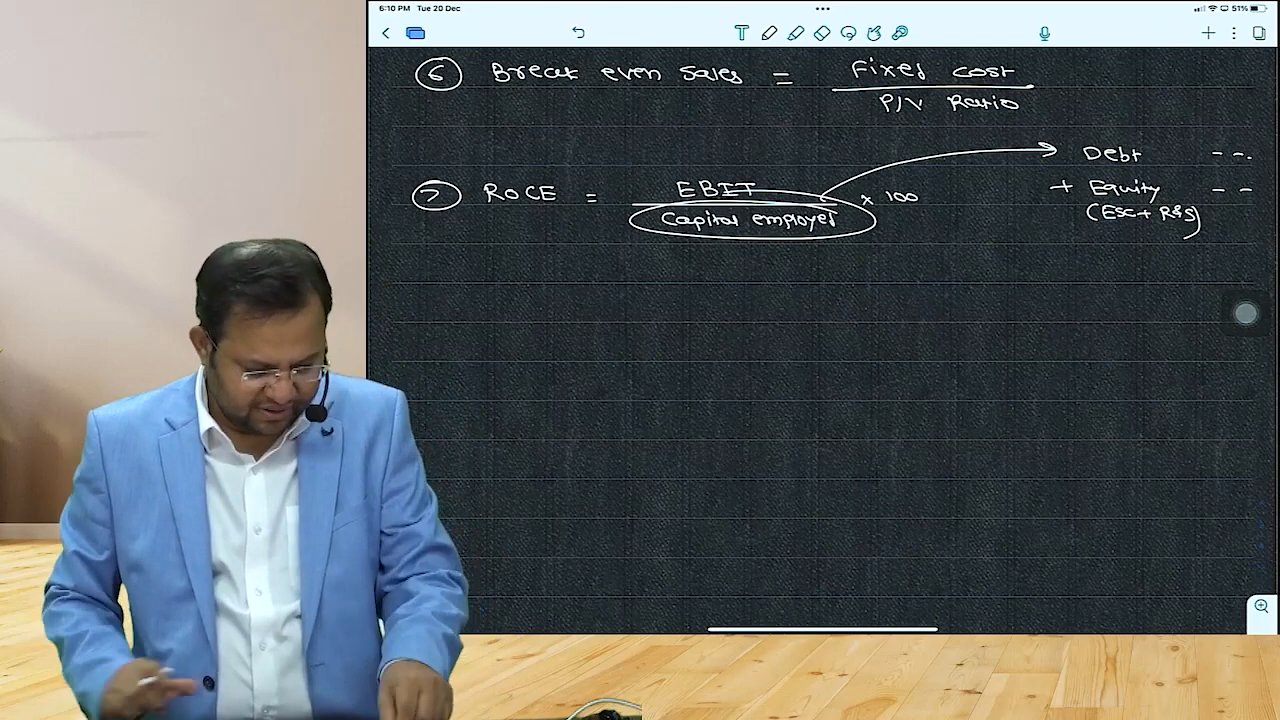 6:10 PM Tue 20 Dec
51%
6 Break even Sales = Fixed cost
P/V Ratio
Debt --.
7 ROCE = EBIT × 100
Capital employed
+ Equity --
(ESC + R&S)